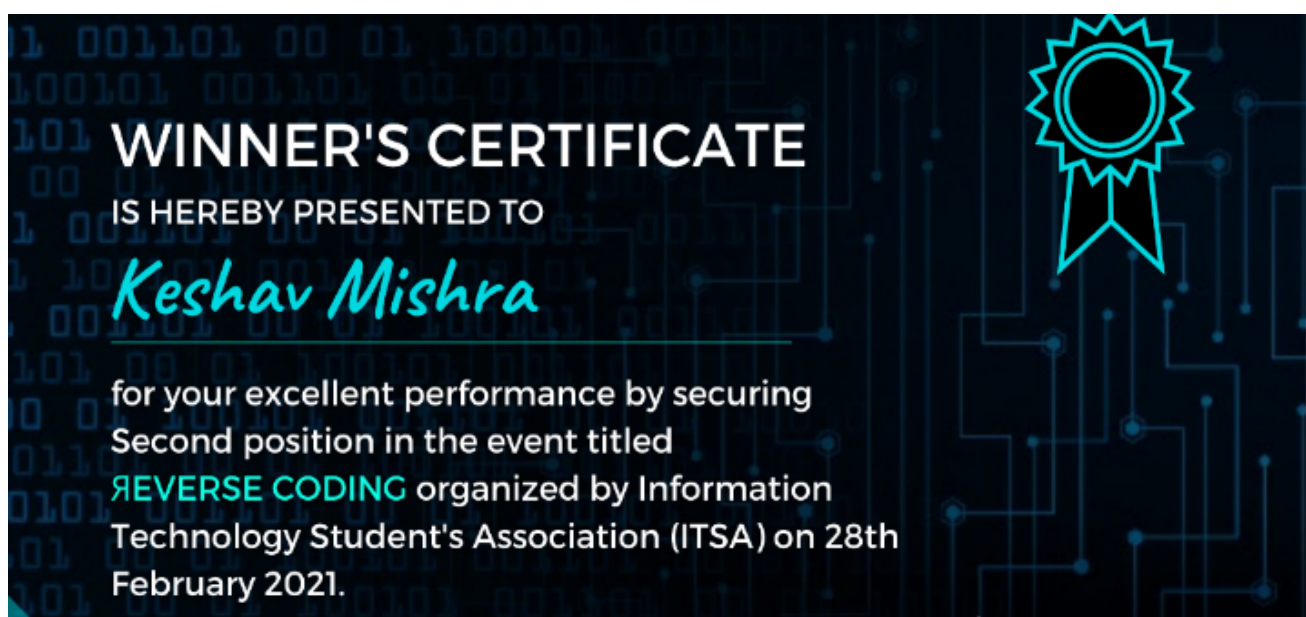 WINNER'S CERTIFICATE
IS HEREBY PRESENTED TO
Keshav Mishra
for your excellent performance by securing
Second position in the event titled
ЯEVERSE CODING organized by Information
Technology Student's Association (ITSA) on 28th
February 2021.